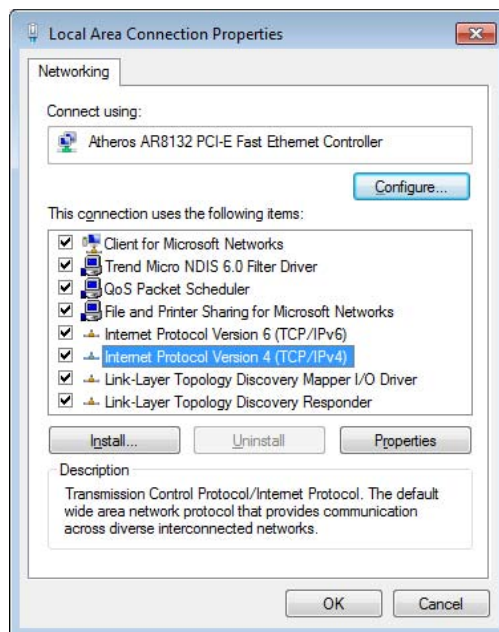 Local Area Connection Properties
Networking
Connect using:
Atheros AR8132 PCI-E Fast Ethernet Controller
Configure...
This connection uses the following items:
Client for Microsoft Networks
Trend Micro NDIS 6.0 Filter Driver
QoS Packet Scheduler
File and Printer Sharing for Microsoft Networks
Internet Protocol Version 6 (TCP/IPv6)
Internet Protocol Version 4 (TCP/IPv4)
Link-Layer Topology Discovery Mapper I/O Driver
Link-Layer Topology Discovery Responder
Install... Uninstall Properties
Description
Transmission Control Protocol/Internet Protocol. The default
wide area network protocol that provides communication
across diverse interconnected networks.
OK Cancel